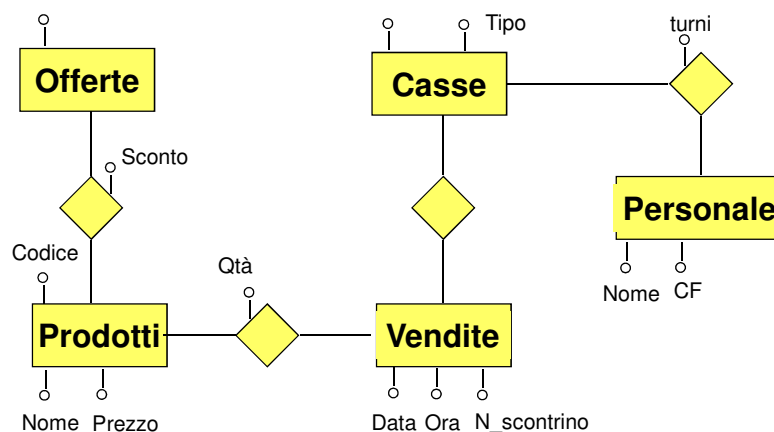 Tipo
turni
Offerte
Casse
Sconto
Personale
Codice
Qtà
Nome
CF
Prodotti
Vendite
Nome
Prezzo
Data
Ora
N_scontrino